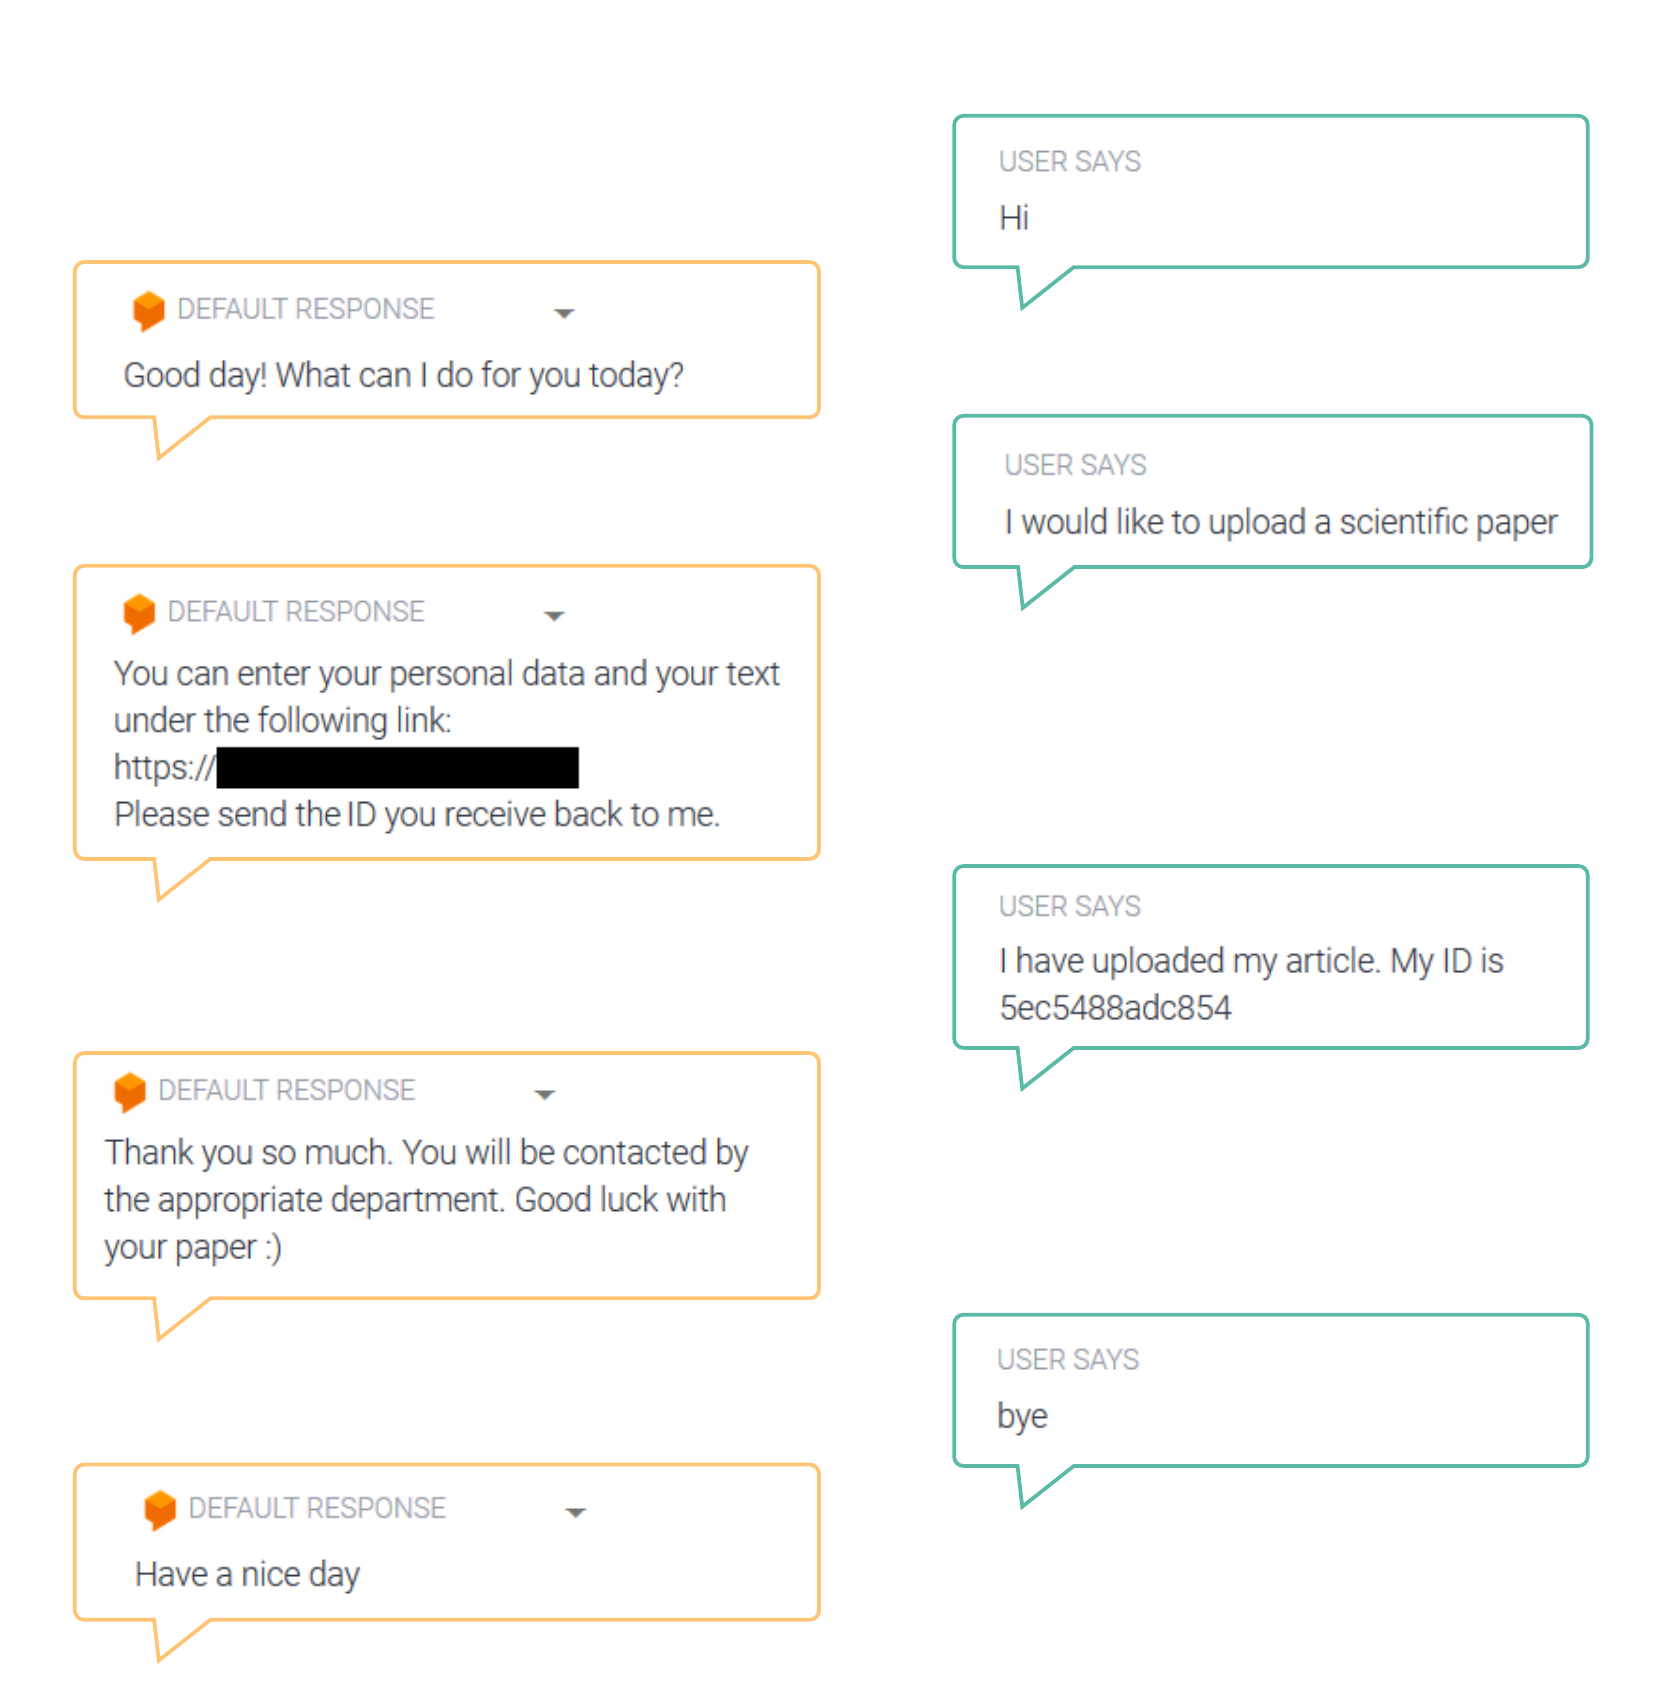 USER SAYS
Hi
DEFAULT RESPONSE
Good day! What can I do for you today?
USER SAYS
I would like to upload a scientific paper
DEFAULT RESPONSE
You can enter your personal data and your text
under the following link:
https://
Please send the ID you receive back to me.
USER SAYS
I have uploaded my article. My ID is
5ec5488adc854
DEFAULT RESPONSE
Thank you so much. You will be contacted by
the appropriate department. Good luck with
your paper :)
USER SAYS
bye
DEFAULT RESPONSE
Have a nice day